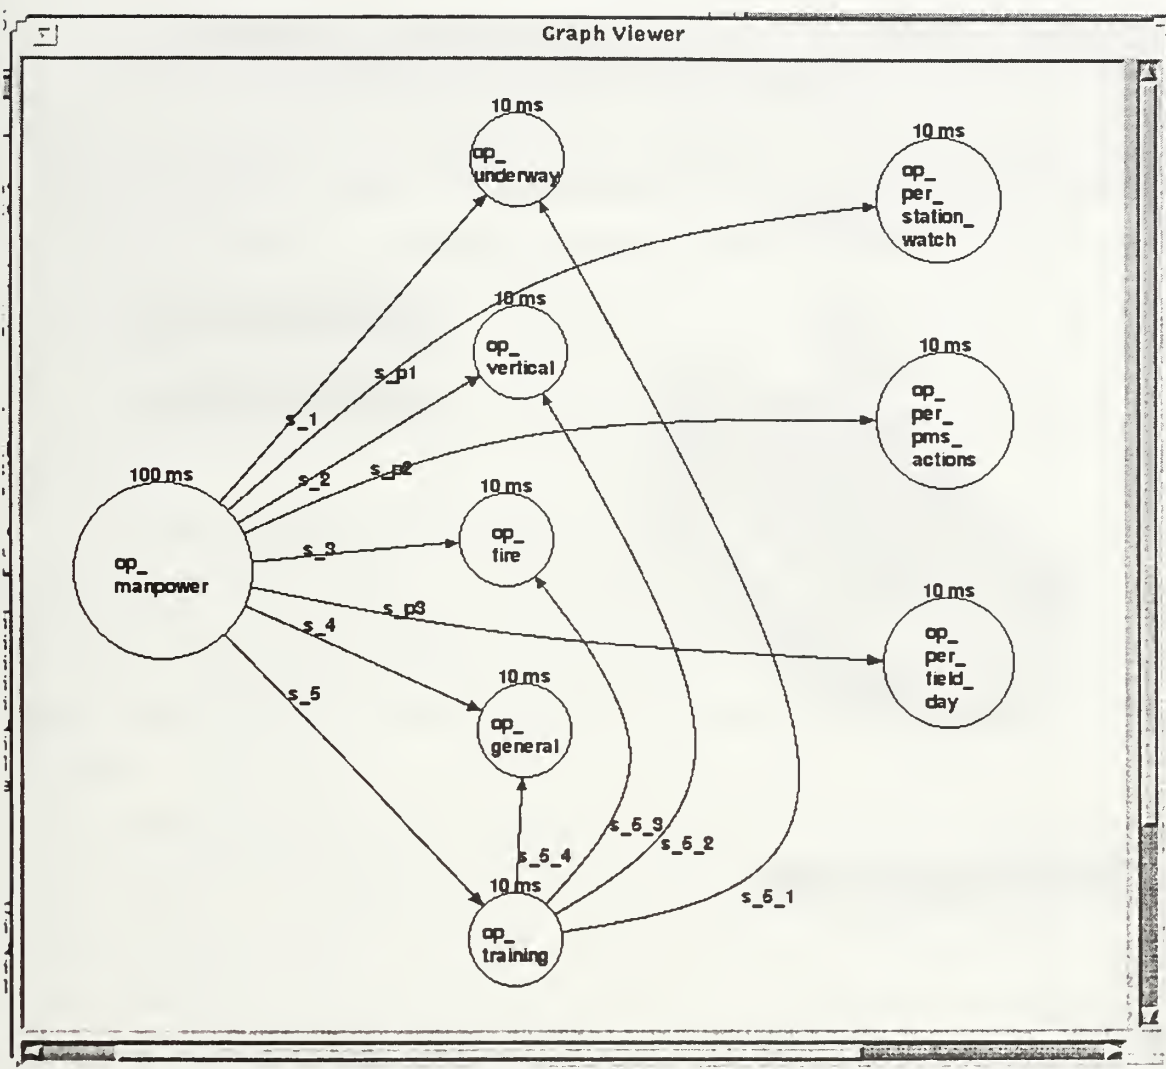 Graph Viewer
10 ms
op_
underway
10 ms
op_
per_
station_
watch
10 ms
op_
vertical
10 ms
op_
per_
pms_
actions
s_p1
s_1
s_p2
s_2
100 ms
op_
manpower
10 ms
op_
fire
s_3
s_p3
s_4
10 ms
op_
per_
field_
day
s_5
10 ms
op_
general
s_5_3
s_5_2
s_5_4
s_5_1
10 ms
op_
training